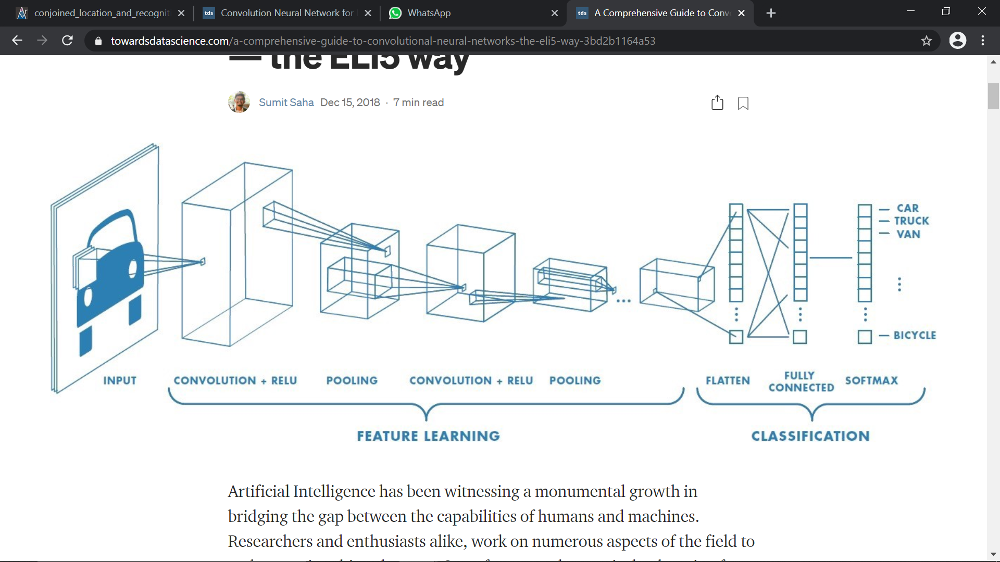 conjoined_location_and_recognit
tds Convolution Neural Network for
WhatsApp
tds A Comprehensive Guide to Conv
towardsdatascience.com/a-comprehensive-guide-to-convolutional-neural-networks-the-eli5-way-3bd2b1164a53
— the ELI5 way
Sumit Saha Dec 15, 2018 · 7 min read
CAR
TRUCK
VAN
BICYCLE
INPUT
CONVOLUTION + RELU
POOLING
CONVOLUTION + RELU
POOLING
FLATTEN
FULLY
CONNECTED
SOFTMAX
FEATURE LEARNING
CLASSIFICATION
Artificial Intelligence has been witnessing a monumental growth in
bridging the gap between the capabilities of humans and machines.
Researchers and enthusiasts alike, work on numerous aspects of the field to